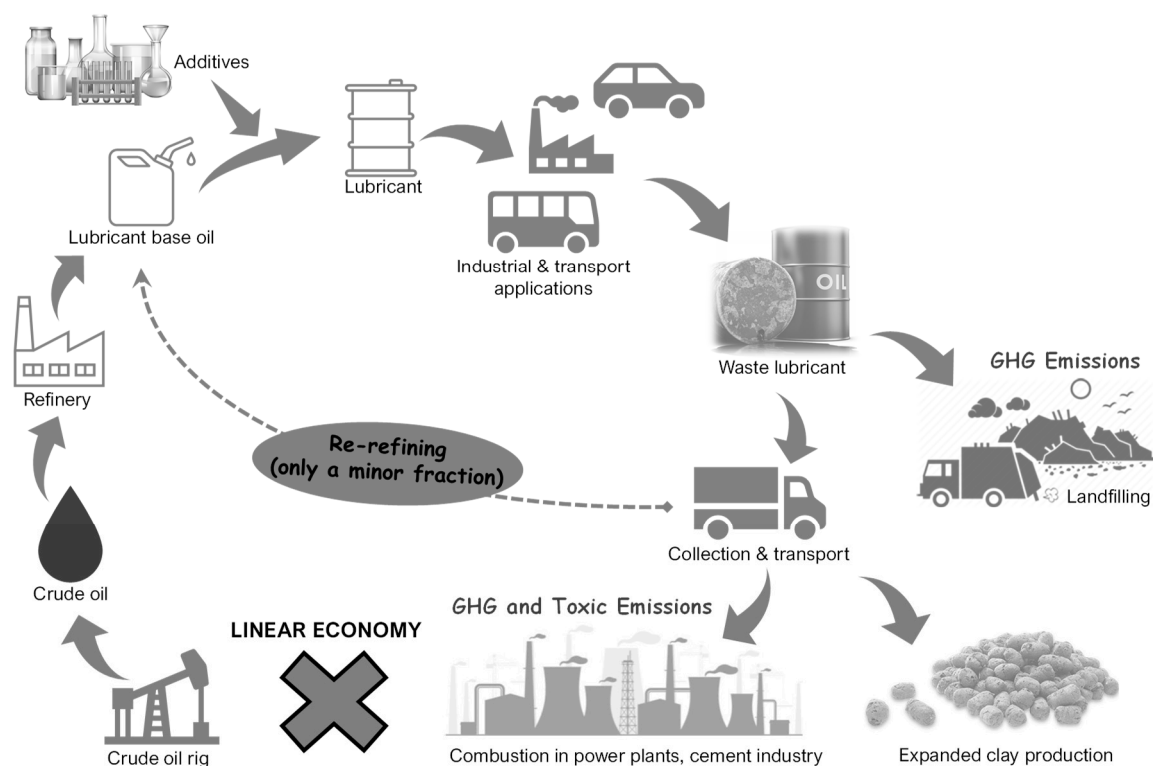 Additives
Lubricant
Lubricant base oil
Industrial & transport
applications
OIL
Waste lubricant
GHG Emissions
Landfilling
Refinery
Re-refining
(only a minor fraction)
Collection & transport
Crude oil
GHG and Toxic Emissions
LINEAR ECONOMY
Crude oil rig
Combustion in power plants, cement industry
Expanded clay production